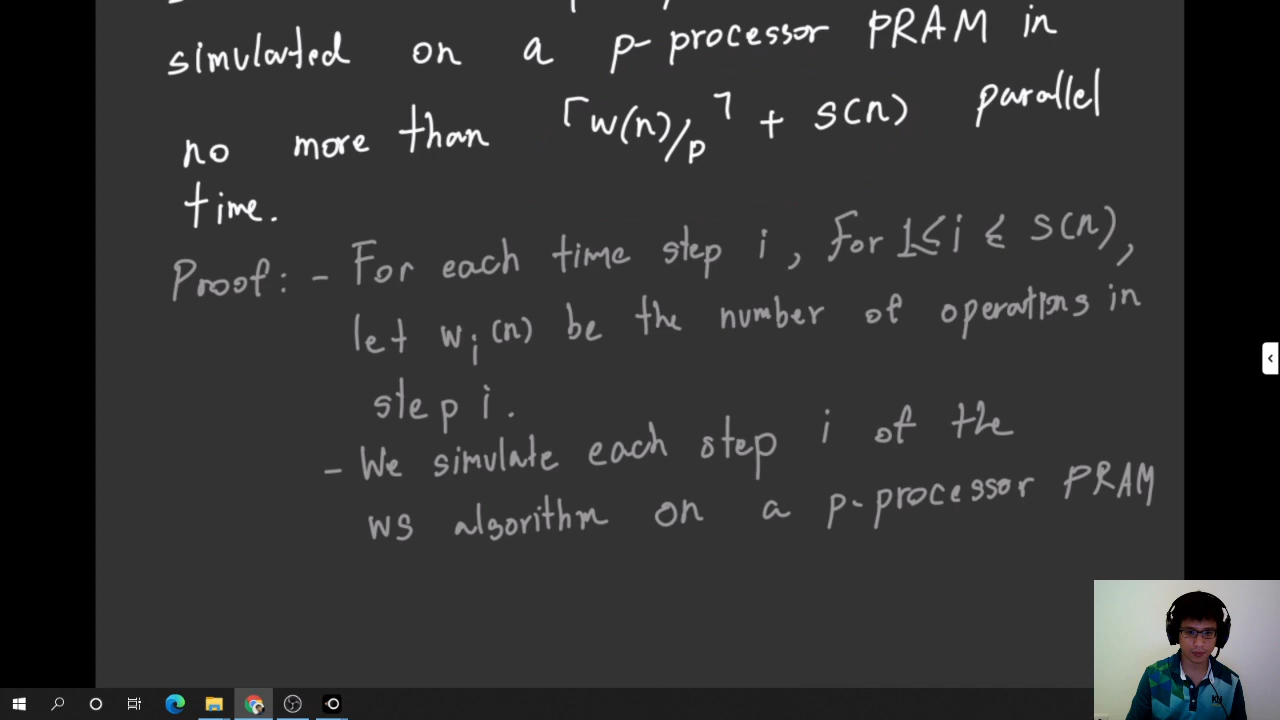 simulated on a p-processor PRAM in
no more than ⌈w(n)/p⌉ + s(n) parallel
time.
Proof: - For each time step i, for 1 ≤ i ≤ s(n),
let wᵢ(n) be the number of operations in
step i.
- We simulate each step i of the
ws algorithm on a p-processor PRAM